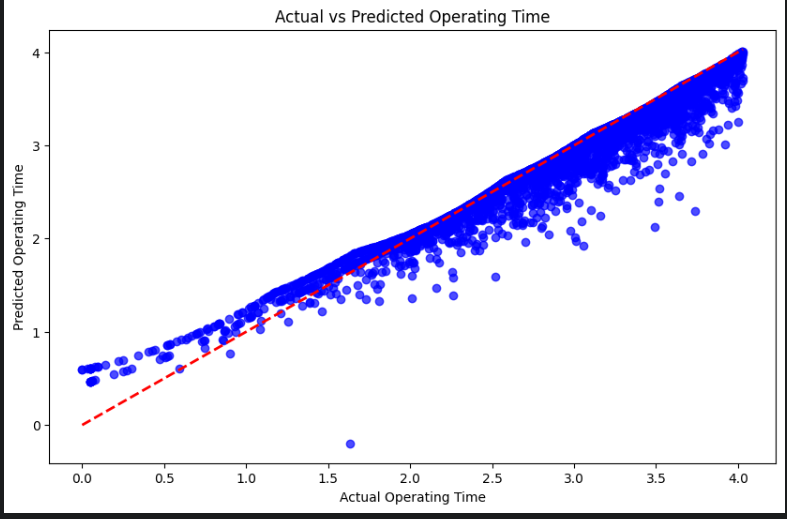 Actual vs Predicted Operating Time
Predicted Operating Time
4
3
2
1
0
0.0 0.5 1.0 1.5 2.0 2.5 3.0 3.5 4.0
Actual Operating Time